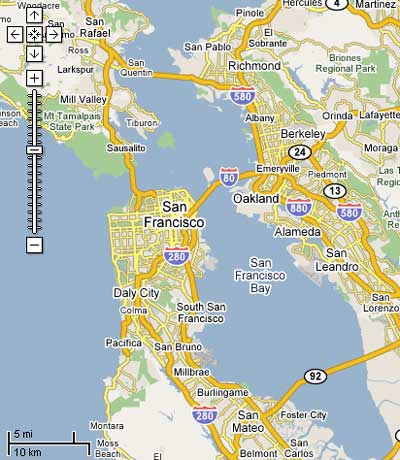 San
Rafael
El
Larkspur
San
Quentin
Pinole
Hercules
4
Martinez
El
Sobrante
San Pablo
Richmond
Briones
Regional Park
580
Mill Valley
Mt Tamalpais
State Park
Tiburon
Sausalito
Albany
Berkeley
Orinda
Lafayette
Moraga
24
Emeryville
Piedmont
80
Oakland
13
880
580
Alameda
San
Leandro
San
Francisco
280
San
Francisco
Bay
San
Lorenzo
Daly City
Colma
South San
Francisco
Pacifica
San Bruno
Millbrae
Burlingame
92
280
San
Mateo
Foster City
Montara
Moss
Beach
Belmont
San
Carlos
5 mi
10 km